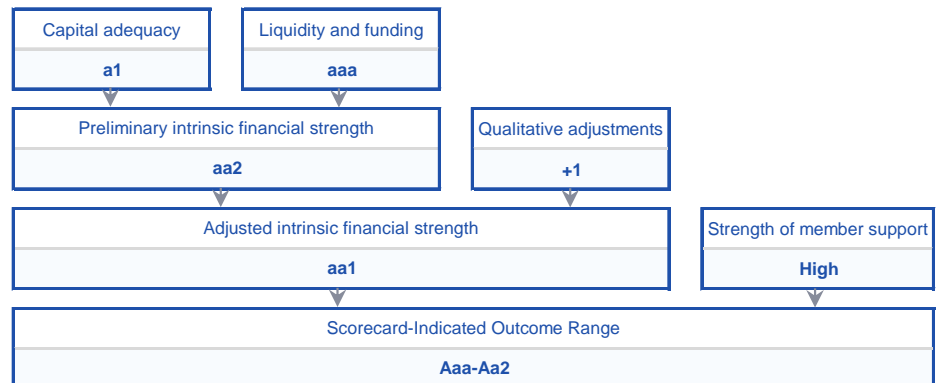 Capital adequacy
a1
Liquidity and funding
aaa
Preliminary intrinsic financial strength
aa2
Qualitative adjustments
+1
Adjusted intrinsic financial strength
aa1
Strength of member support
High
Scorecard-Indicated Outcome Range
Aaa-Aa2